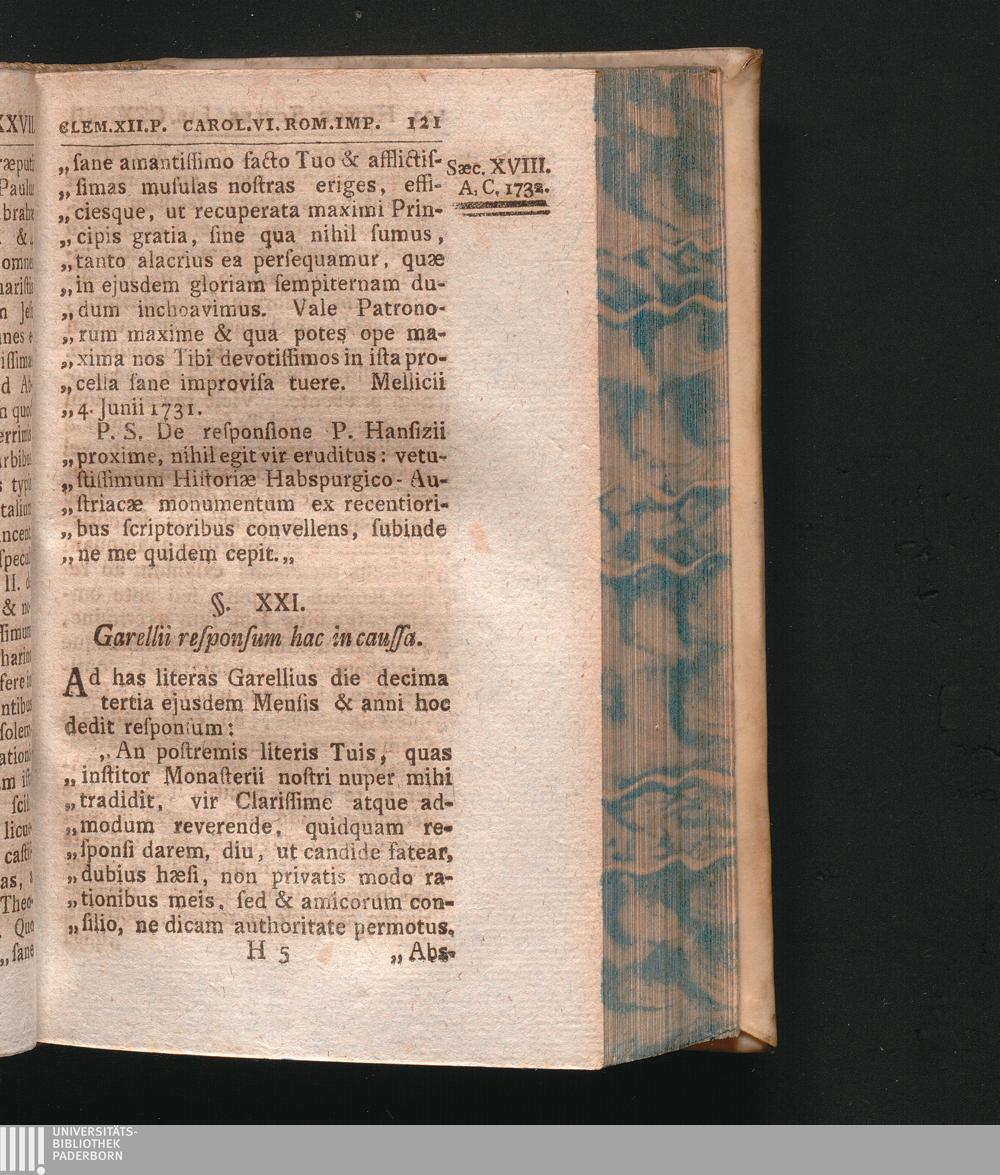 CLEM.XII.P. CAROL.VI.ROM.IMP. 121
„ſane amantiſſimo facto Tuo & afflictiſ-
„ſimas muſulas noſtras eriges, effi-
„ciesque, ut recuperata maximi Prin-
„cipis gratia, ſine qua nihil ſumus,
„tanto alacrius ea perſequamur, quæ
„in ejusdem gloriam ſempiternam du-
„dum inchoavimus. Vale Patrono-
„rum maxime & qua potes ope ma-
„xima nos Tibi devotiſſimos in iſta pro-
„cella ſane improviſa tuere. Mellicii
„4. Junii 1731.
P. S. De reſponſione P. Hanſizii
„proxime, nihil egit vir eruditus: vetu-
„ſtiſſimum Hiſtoriæ Habspurgico-Au-
„ſtriacæ monumentum ex recentiori-
„bus ſcriptoribus convellens, ſubinde
„ne me quidem cepit.„
§. XXI.
Garellii reſponſum hac in cauſſa.
Ad has literas Garellius die decima
tertia ejusdem Menſis & anni hoc
dedit reſponſum:
„An poſtremis literis Tuis, quas
„inſtitor Monaſterii noſtri nuper mihi
„tradidit, vir Clariſſime atque ad-
„modum reverende, quidquam re-
„ſponſi darem, diu, ut candide fatear,
„dubius hæſi, non privatis modo ra-
„tionibus meis, ſed & amicorum con-
„ſilio, ne dicam authoritate permotus.
H 5 „Abs-
Sæc. XVIII.
A. C. 1732.
UNIVERSITÄTS-
BIBLIOTHEK
PADERBORN